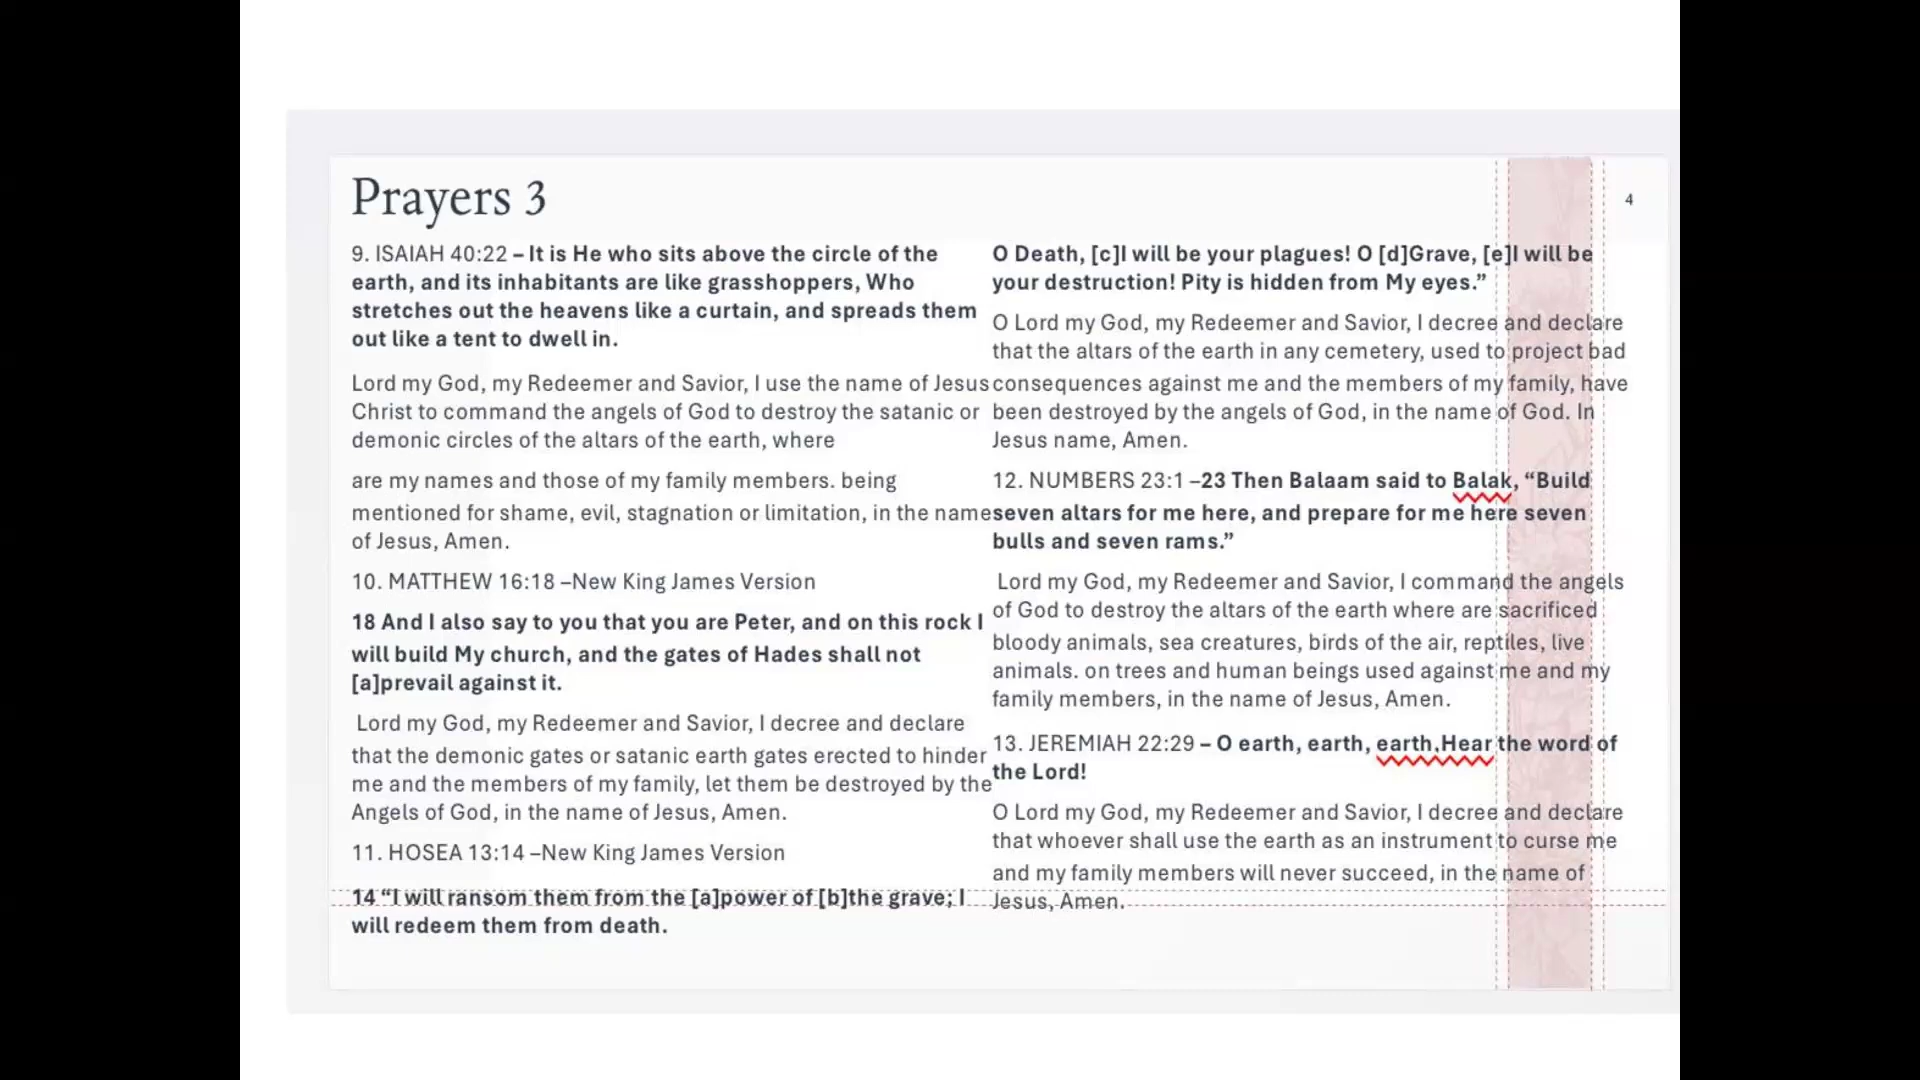 Prayers 3
4
9. ISAIAH 40:22 – It is He who sits above the circle of the
earth, and its inhabitants are like grasshoppers, Who
stretches out the heavens like a curtain, and spreads them
out like a tent to dwell in.
Lord my God, my Redeemer and Savior, I use the name of Jesus
Christ to command the angels of God to destroy the satanic or
demonic circles of the altars of the earth, where
are my names and those of my family members. being
mentioned for shame, evil, stagnation or limitation, in the name
of Jesus, Amen.
10. MATTHEW 16:18 –New King James Version
18 And I also say to you that you are Peter, and on this rock I
will build My church, and the gates of Hades shall not
[a]prevail against it.
Lord my God, my Redeemer and Savior, I decree and declare
that the demonic gates or satanic earth gates erected to hinder
me and the members of my family, let them be destroyed by the
Angels of God, in the name of Jesus, Amen.
11. HOSEA 13:14 –New King James Version
14 “I will ransom them from the [a]power of [b]the grave; I
will redeem them from death.
O Death, [c]I will be your plagues! O [d]Grave, [e]I will be
your destruction! Pity is hidden from My eyes.”
O Lord my God, my Redeemer and Savior, I decree and declare
that the altars of the earth in any cemetery, used to project bad
consequences against me and the members of my family, have
been destroyed by the angels of God, in the name of God. In
Jesus name, Amen.
12. NUMBERS 23:1 –23 Then Balaam said to Balak, “Build
seven altars for me here, and prepare for me here seven
bulls and seven rams.”
Lord my God, my Redeemer and Savior, I command the angels
of God to destroy the altars of the earth where are sacrificed
bloody animals, sea creatures, birds of the air, reptiles, live
animals. on trees and human beings used against me and my
family members, in the name of Jesus, Amen.
13. JEREMIAH 22:29 – O earth, earth, earth,Hear the word of
the Lord!
O Lord my God, my Redeemer and Savior, I decree and declare
that whoever shall use the earth as an instrument to curse me
and my family members will never succeed, in the name of
Jesus, Amen.